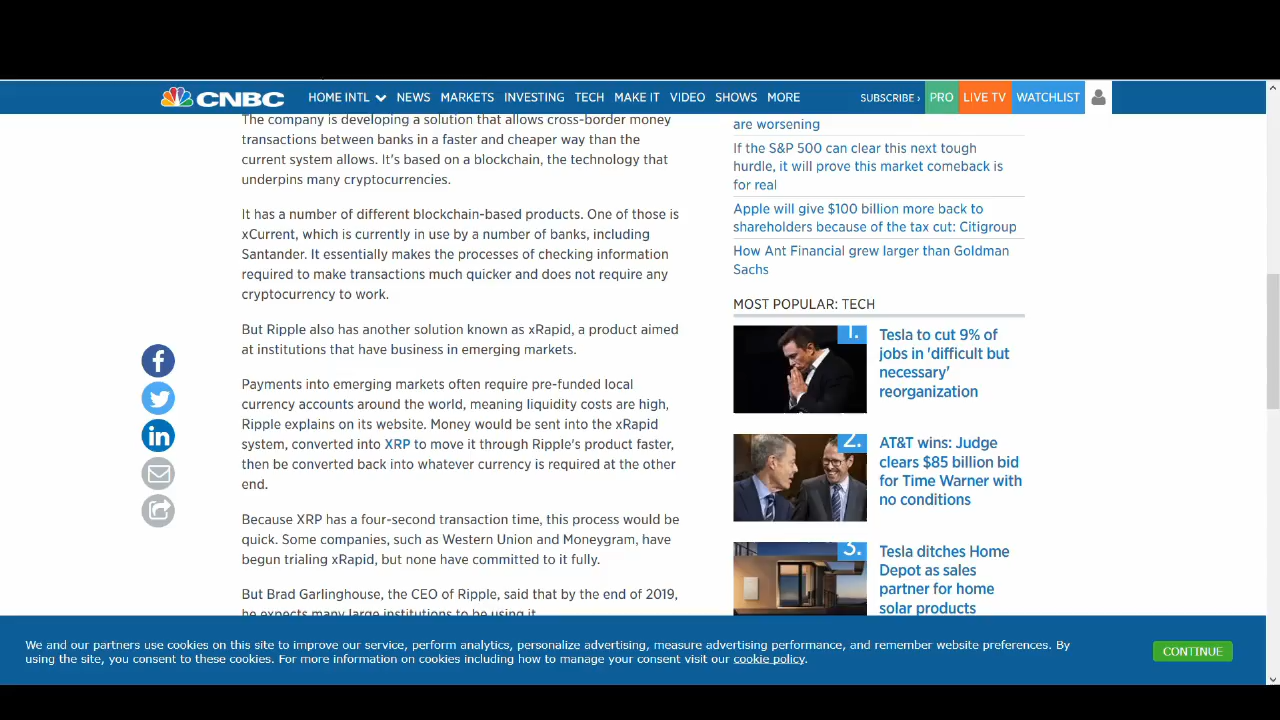 CNBC
HOME INTL NEWS MARKETS INVESTING TECH MAKE IT VIDEO SHOWS MORE SUBSCRIBE › PRO LIVE TV WATCHLIST
The company is developing a solution that allows cross-border money
transactions between banks in a faster and cheaper way than the
current system allows. It's based on a blockchain, the technology that
underpins many cryptocurrencies.
It has a number of different blockchain-based products. One of those is
xCurrent, which is currently in use by a number of banks, including
Santander. It essentially makes the processes of checking information
required to make transactions much quicker and does not require any
cryptocurrency to work.
But Ripple also has another solution known as xRapid, a product aimed
at institutions that have business in emerging markets.
Payments into emerging markets often require pre-funded local
currency accounts around the world, meaning liquidity costs are high,
Ripple explains on its website. Money would be sent into the xRapid
system, converted into XRP to move it through Ripple's product faster,
then be converted back into whatever currency is required at the other
end.
Because XRP has a four-second transaction time, this process would be
quick. Some companies, such as Western Union and Moneygram, have
begun trialing xRapid, but none have committed to it fully.
But Brad Garlinghouse, the CEO of Ripple, said that by the end of 2019,
he expects many large institutions to be using it.
are worsening
If the S&P 500 can clear this next tough
hurdle, it will prove this market comeback is
for real
Apple will give $100 billion more back to
shareholders because of the tax cut: Citigroup
How Ant Financial grew larger than Goldman
Sachs
MOST POPULAR: TECH
1.
Tesla to cut 9% of
jobs in 'difficult but
necessary'
reorganization
2.
AT&T wins: Judge
clears $85 billion bid
for Time Warner with
no conditions
3.
Tesla ditches Home
Depot as sales
partner for home
solar products
We and our partners use cookies on this site to improve our service, perform analytics, personalize advertising, measure advertising performance, and remember website preferences. By
using the site, you consent to these cookies. For more information on cookies including how to manage your consent visit our cookie policy.
CONTINUE